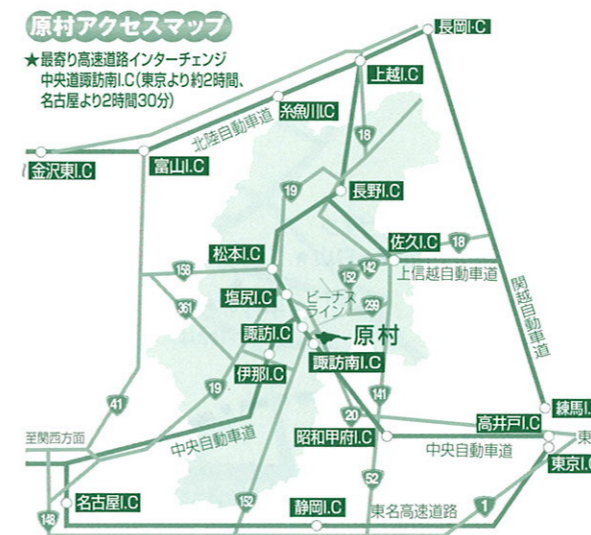 原村アクセスマップ
★最寄り高速道路インターチェンジ
中央道諏訪南I.C(東京より約2時間、
名古屋より2時間30分)
長岡I・C
上越I.C
糸魚川I.C
北陸自動車道
18
金沢東I.C
富山I.C
19
長野I.C
佐久I.C
18
松本I.C
158
142
152
上信越自動車道
塩尻I.C
ビーナス
ライン
299
361
関越自動車道
諏訪I.C
原村
諏訪南I.C
伊那I.C
19
141
41
20
練馬I.
至関西方面
中央自動車道
昭和甲府I.C
高井戸I.C
東
中央自動車道
東京I.C
52
名古屋I.C
152
静岡I.C
東名高速道路
1
148